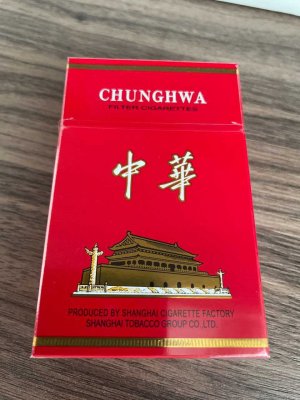 CHUNGHWA
FILTER CIGARETTES
中華
PRODUCED BY SHANGHAI CIGARETTE FACTORY
SHANGHAI TOBACCO GROUP CO.,LTD.